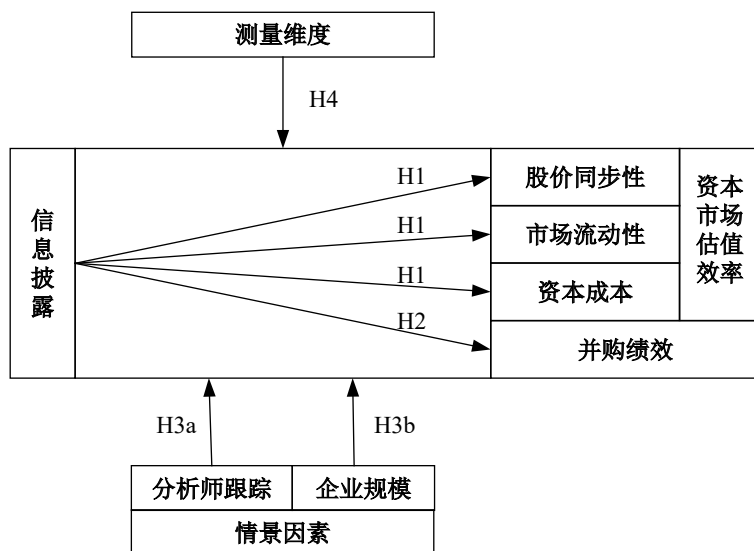 测量维度
H4
信息披露
H1
股价同步性
H1
市场流动性
H1
资本成本
H2
并购绩效
资本
市场
估值
效率
H3a
H3b
分析师跟踪
企业规模
情景因素